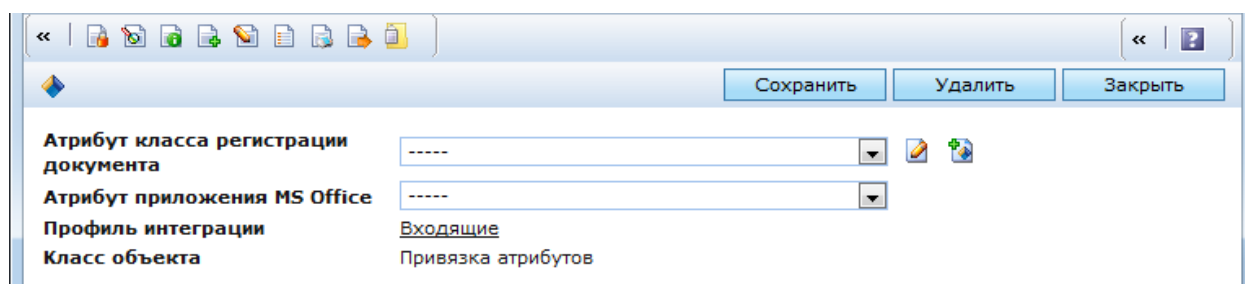 «
«
?
Сохранить Удалить Закрыть
Атрибут класса регистрации
документа
-----
Атрибут приложения MS Office -----
Профиль интеграции Входящие
Класс объекта Привязка атрибутов